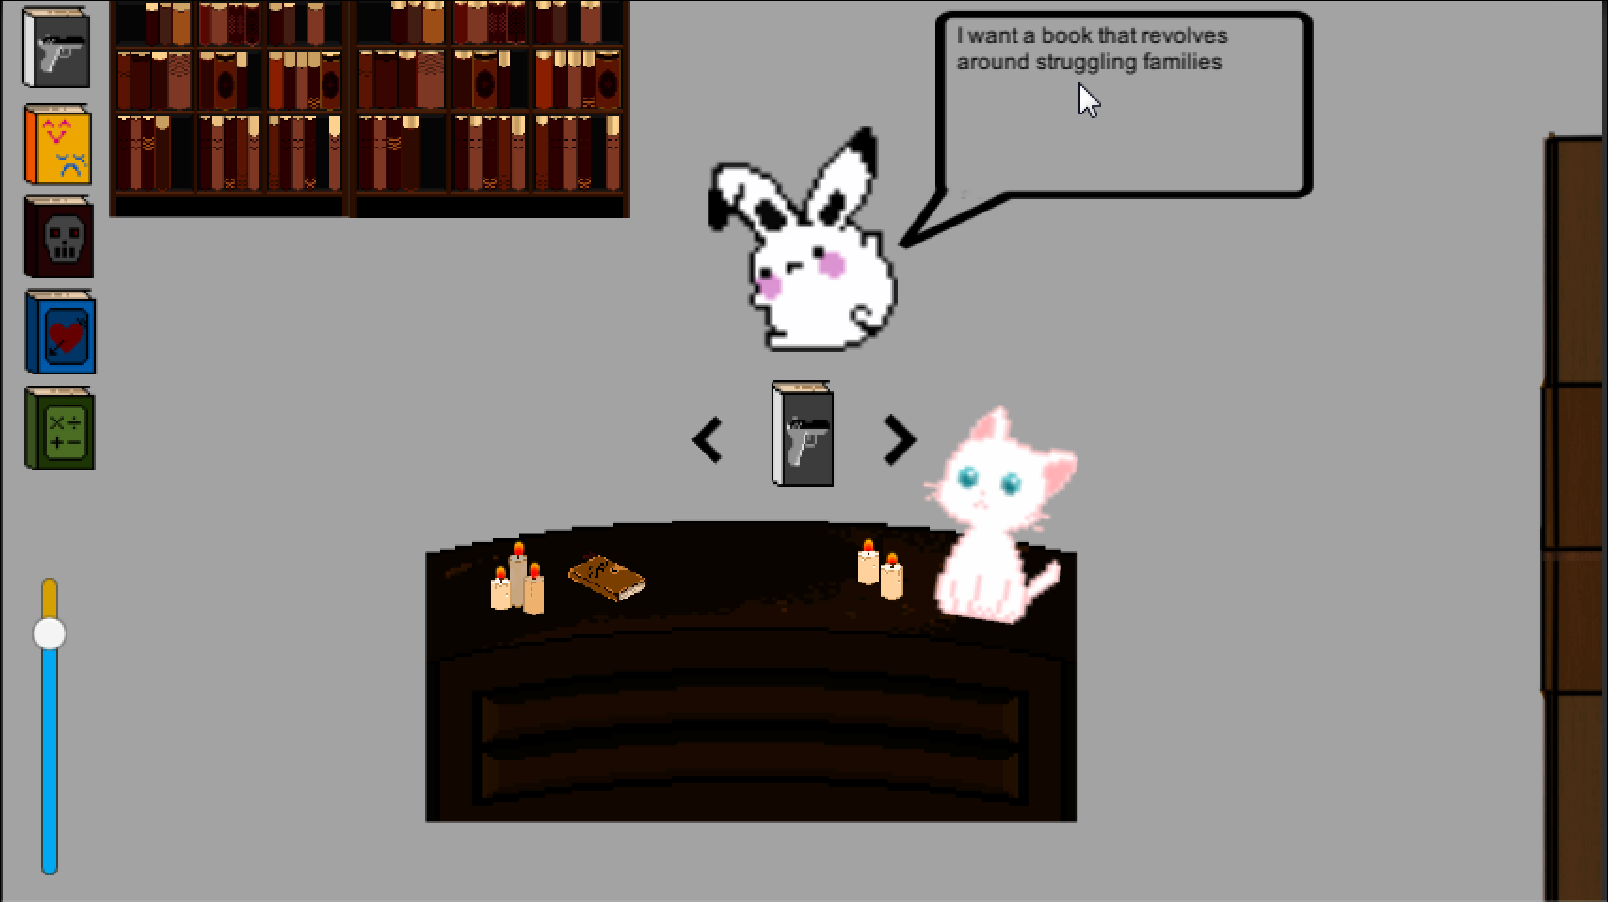 I want a book that revolves
around struggling families